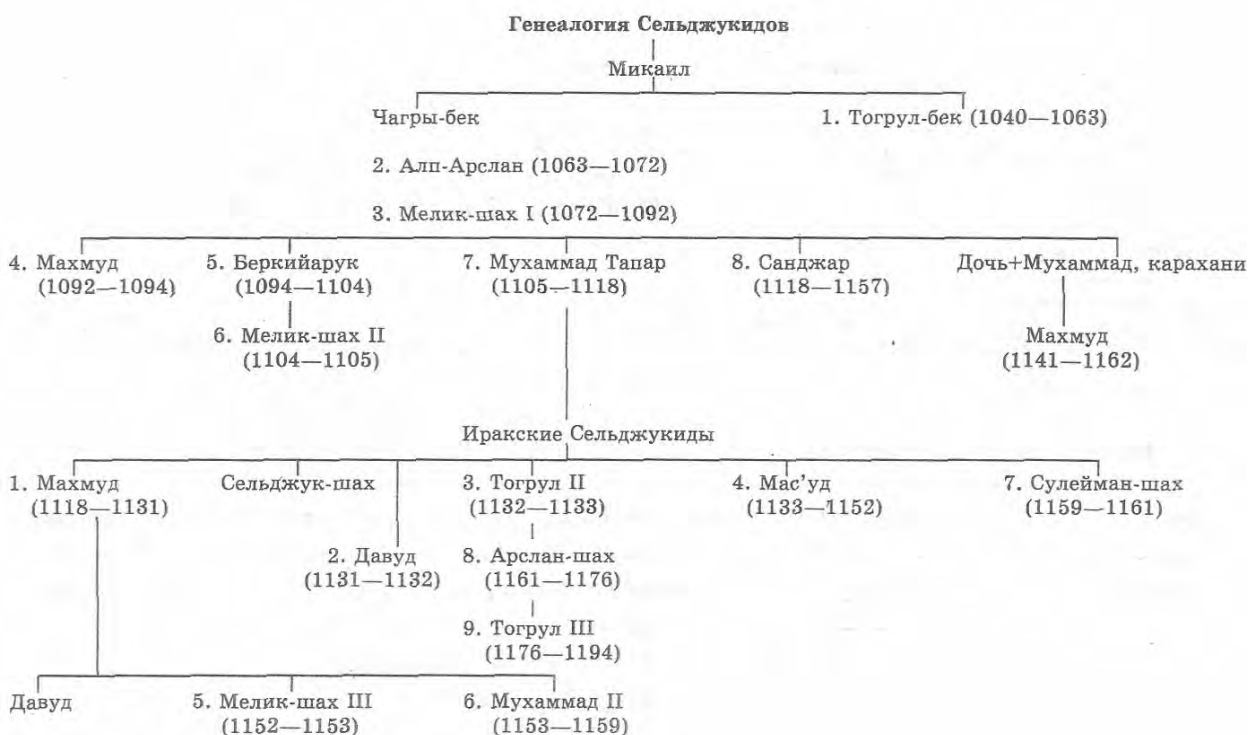 Генеалогия Сельджукидов
Микаил
Чагры-бек 1. Тогрул-бек (1040—1063)
2. Алп-Арслан (1063—1072)
3. Мелик-шах I (1072—1092)
4. Махмуд 5. Беркийарук 7. Мухаммад Тапар 8. Санджар Дочь+Мухаммад, карахани
(1092—1094) (1094—1104) (1105—1118) (1118—1157)
6. Мелик-шах II Махмуд
(1104—1105) (1141—1162)
Иракские Сельджукиды
1. Махмуд Сельджук-шах 3. Тогрул II 4. Мас'уд 7. Сулейман-шах
(1118—1131) (1132—1133) (1133—1152) (1159—1161)
2. Давуд 8. Арслан-шах
(1131—1132) (1161—1176)
9. Тогрул III
(1176—1194)
Давуд 5. Мелик-шах III 6. Мухаммад II
(1152—1153) (1153—1159)